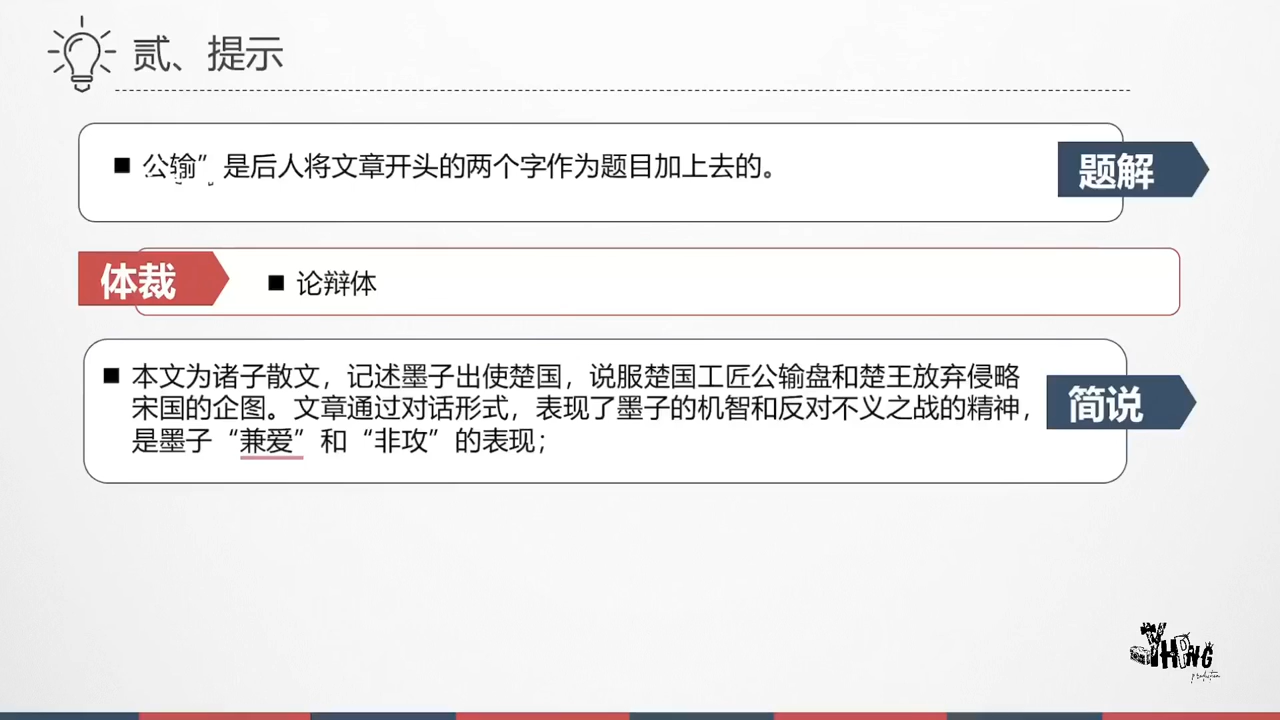 贰、提示
公输” 是后人将文章开头的两个字作为题目加上去的。
题解
体裁
论辩体
本文为诸子散文，记述墨子出使楚国，说服楚国工匠公输盘和楚王放弃侵略
宋国的企图。文章通过对话形式，表现了墨子的机智和反对不义之战的精神，
是墨子“兼爱”和“非攻”的表现；
简说
YHPNG
production